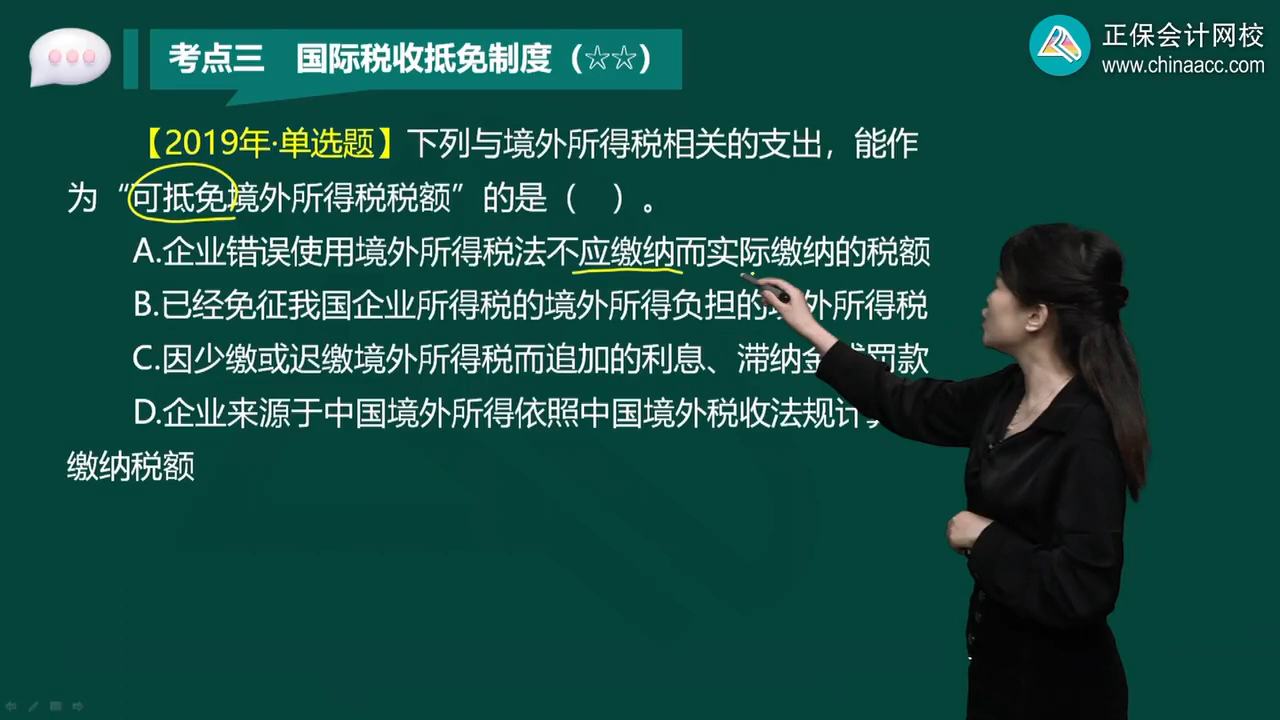 考点三 国际税收抵免制度（☆☆）
正保会计网校
www.chinaacc.com
【2019年·单选题】下列与境外所得税相关的支出，能作
为“可抵免境外所得税税额”的是（ ）。
A.企业错误使用境外所得税法不应缴纳而实际缴纳的税额
B.已经免征我国企业所得税的境外所得负担的境外所得税
C.因少缴或迟缴境外所得税而追加的利息、滞纳金或罚款
D.企业来源于中国境外所得依照中国境外税收法规计
缴纳税额